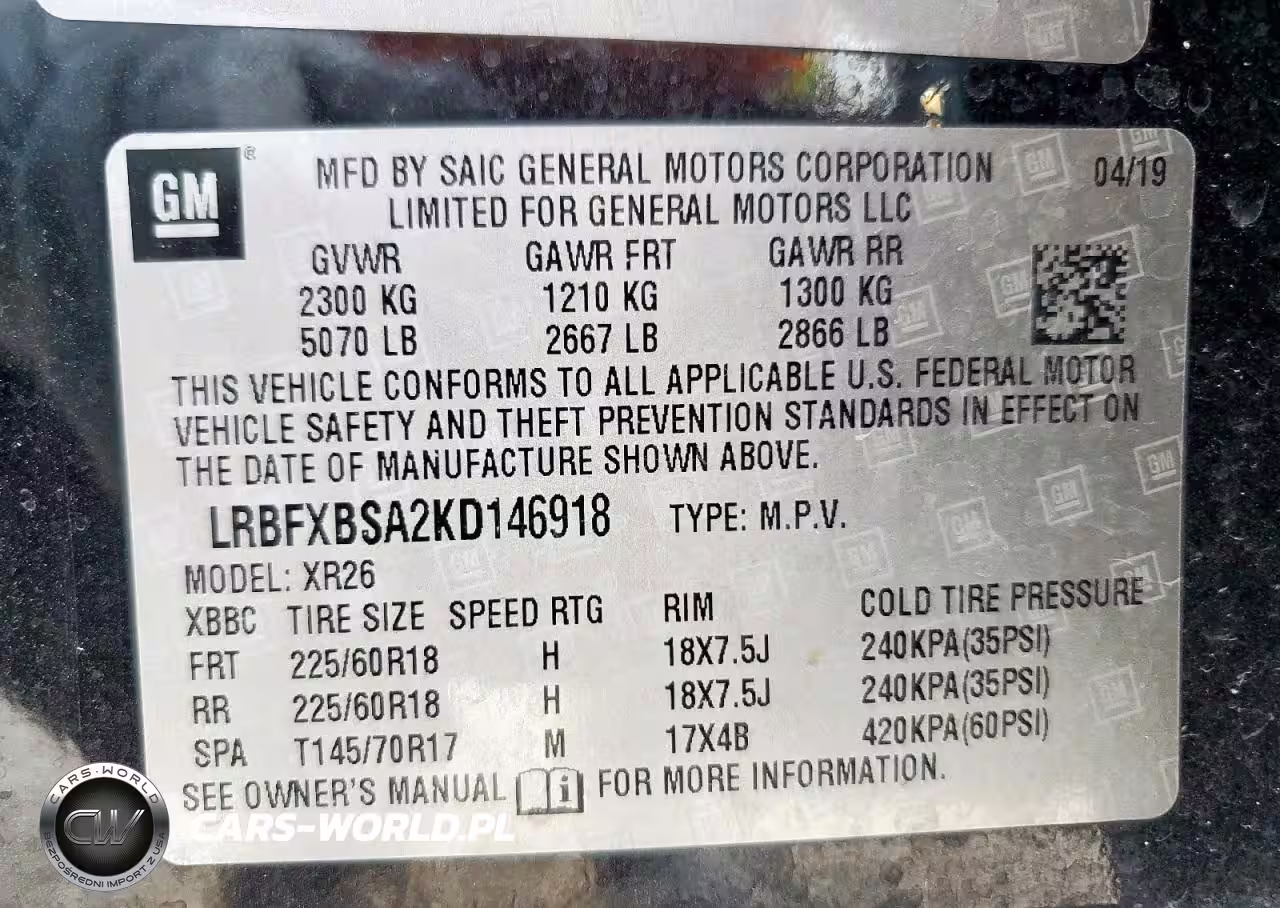 GM ®
MFD BY SAIC GENERAL MOTORS CORPORATION 04/19
LIMITED FOR GENERAL MOTORS LLC
GVWR GAWR FRT GAWR RR
2300 KG 1210 KG 1300 KG
5070 LB 2667 LB 2866 LB
THIS VEHICLE CONFORMS TO ALL APPLICABLE U.S. FEDERAL MOTOR
VEHICLE SAFETY AND THEFT PREVENTION STANDARDS IN EFFECT ON
THE DATE OF MANUFACTURE SHOWN ABOVE.
LRBFXBSA2KD146918 TYPE: M.P.V.
MODEL: XR26
XBBC TIRE SIZE SPEED RTG RIM COLD TIRE PRESSURE
FRT 225/60R18 H 18X7.5J 240KPA(35PSI)
RR 225/60R18 H 18X7.5J 240KPA(35PSI)
SPA T145/70R17 M 17X4B 420KPA(60PSI)
SEE OWNER'S MANUAL i FOR MORE INFORMATION.
CARS-WORLD
CW
BEZPOŚREDNI IMPORT Z USA
CARS-WORLD.PL